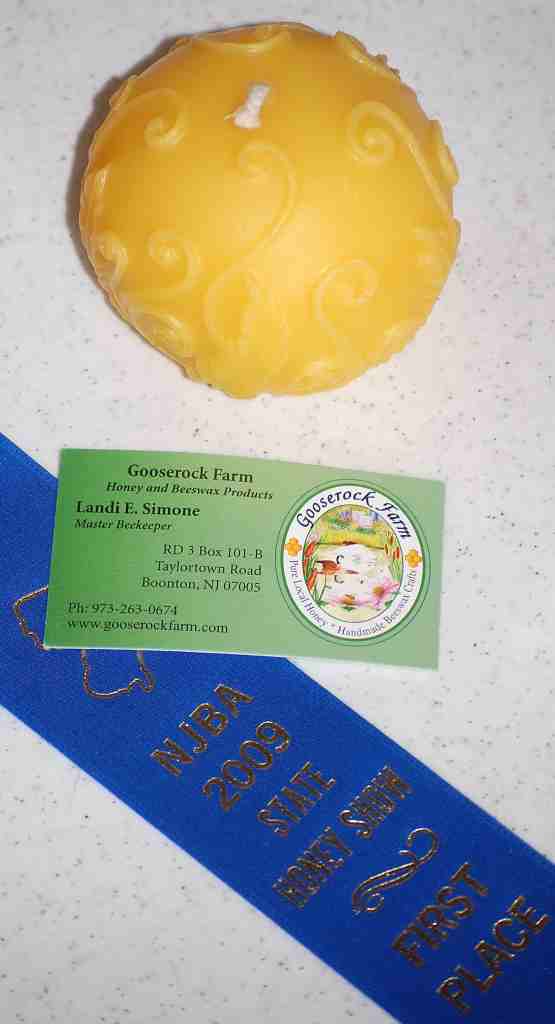 Gooserock Farm
Honey and Beeswax Products
Landi E. Simone
Master Beekeeper
RD 3 Box 101-B
Taylortown Road
Boonton, NJ 07005
Ph: 973-263-0674
www.gooserockfarm.com
Gooserock Farm
Pure Local Honey * Handmade Beeswax Crafts
NJBA
2009
STATE
HONEY SHOW
FIRST
PLACE